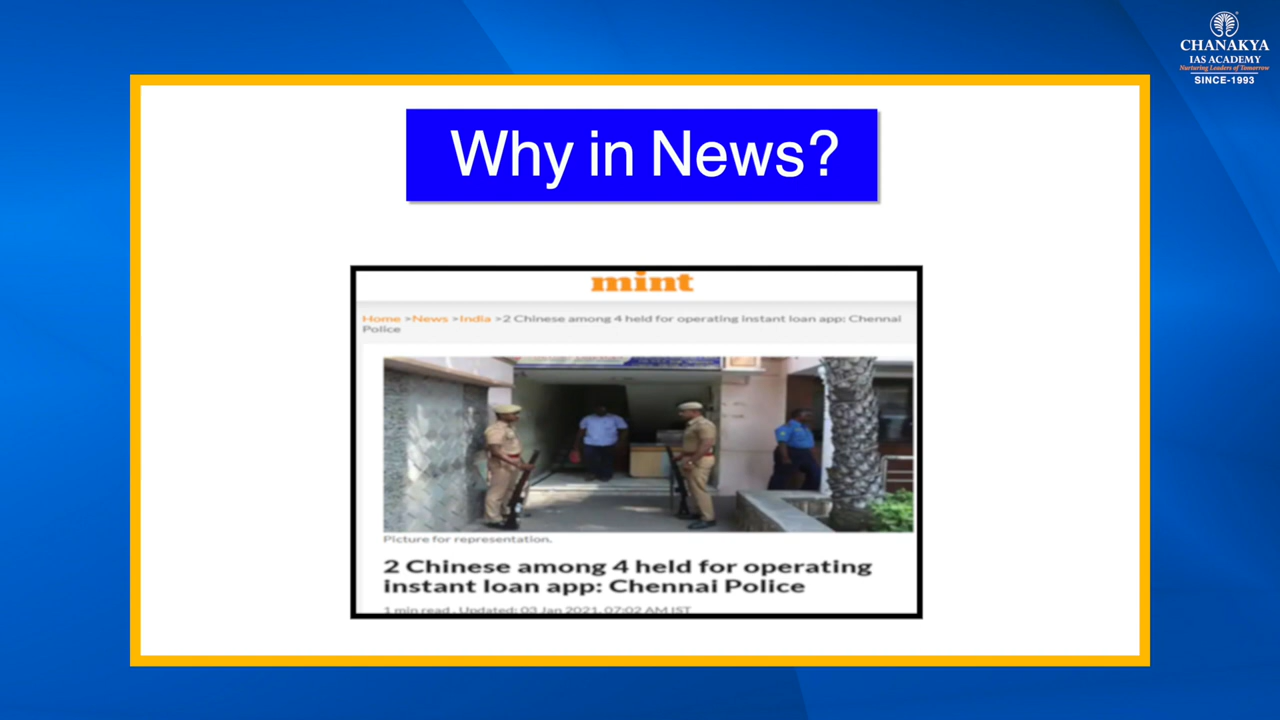 CHANAKYA
IAS ACADEMY
Nurturing Leaders of Tomorrow
SINCE-1993
Why in News?
mint
Home >News >India >2 Chinese among 4 held for operating instant loan app: Chennai
Police
Picture for representation.
2 Chinese among 4 held for operating
instant loan app: Chennai Police
1 min read . Updated: 03 Jan 2021, 07:02 AM IST